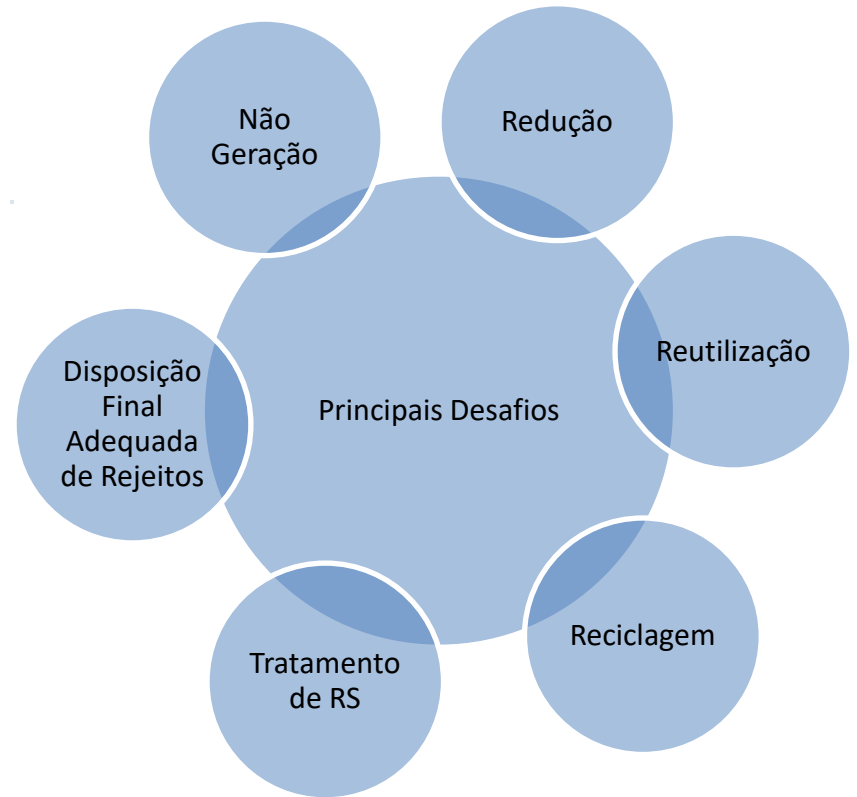 Não
Geração
Redução
Reutilização
Disposição
Final
Adequada
de Rejeitos
Principais Desafios
Reciclagem
Tratamento
de RS